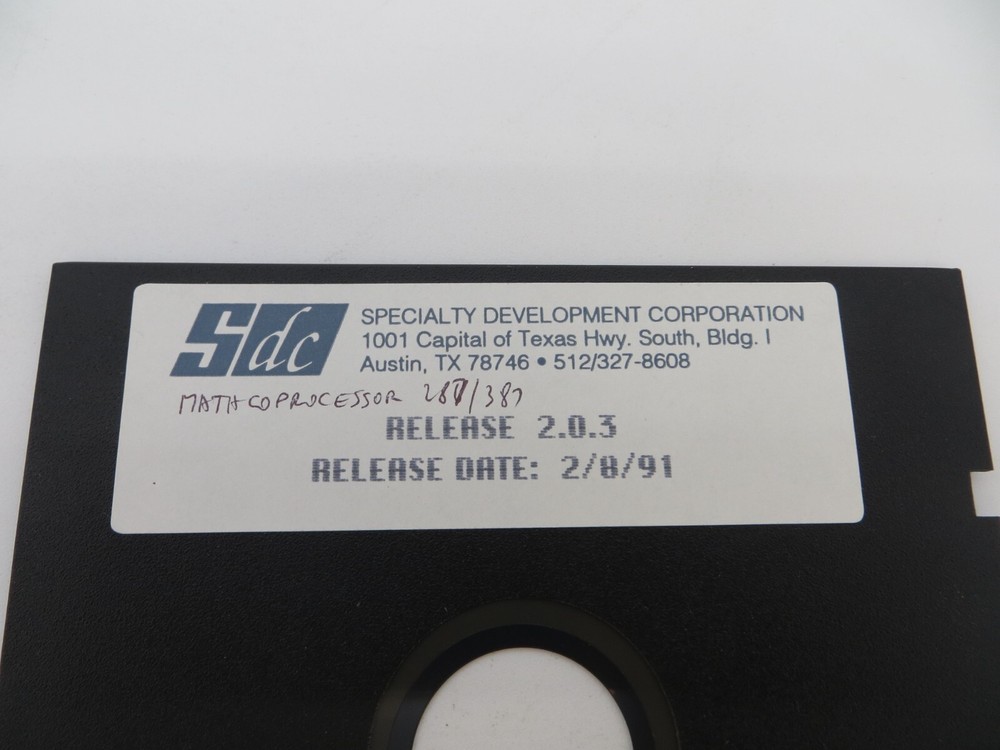 Sdc
SPECIALTY DEVELOPMENT CORPORATION
1001 Capital of Texas Hwy. South, Bldg. I
Austin, TX 78746 • 512/327-8608
MATH COPROCESSOR 287/387
RELEASE 2.0.3
RELEASE DATE: 2/8/91